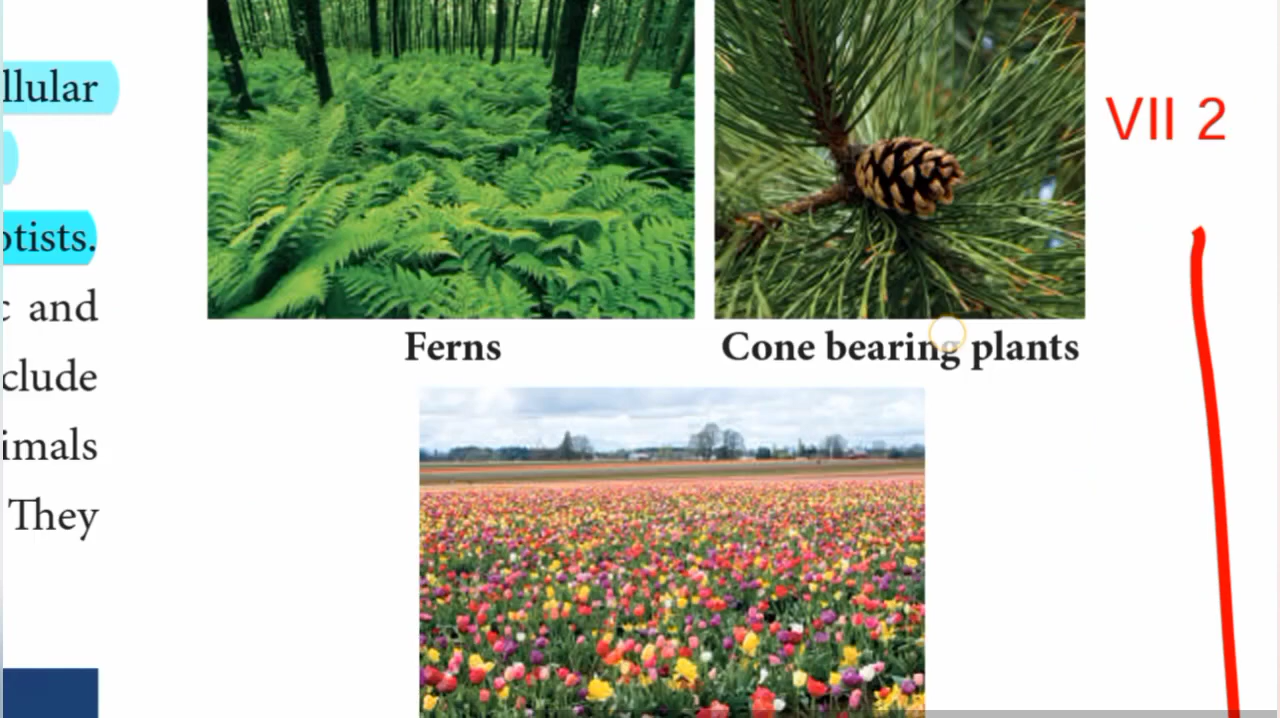 llular
otists.
c and
clude
imals
They
Ferns
Cone bearing plants
VII 2